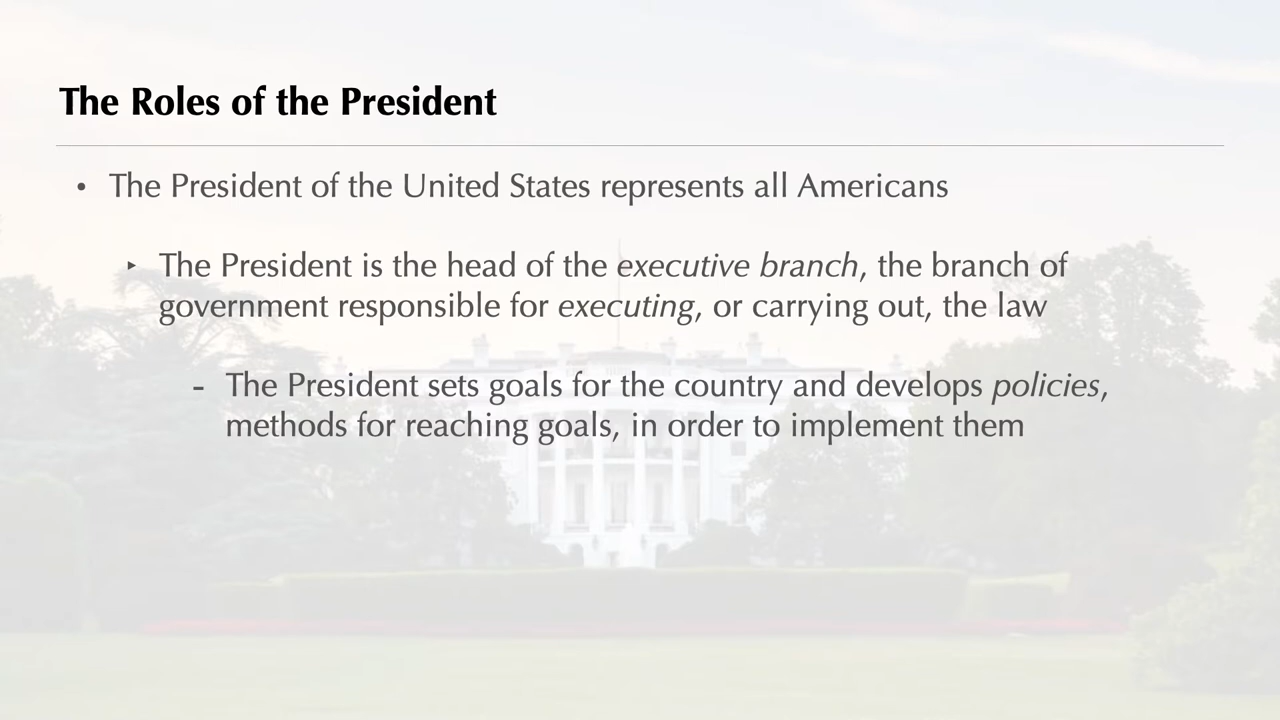 The Roles of the President
• The President of the United States represents all Americans
‣ The President is the head of the executive branch, the branch of
government responsible for executing, or carrying out, the law
- The President sets goals for the country and develops policies,
methods for reaching goals, in order to implement them